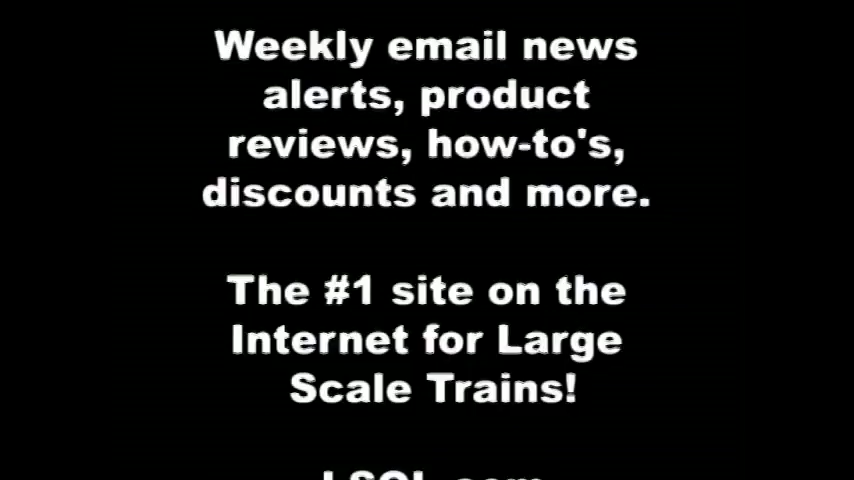 Weekly email news
alerts, product
reviews, how-to's,
discounts and more.
The #1 site on the
Internet for Large
Scale Trains!